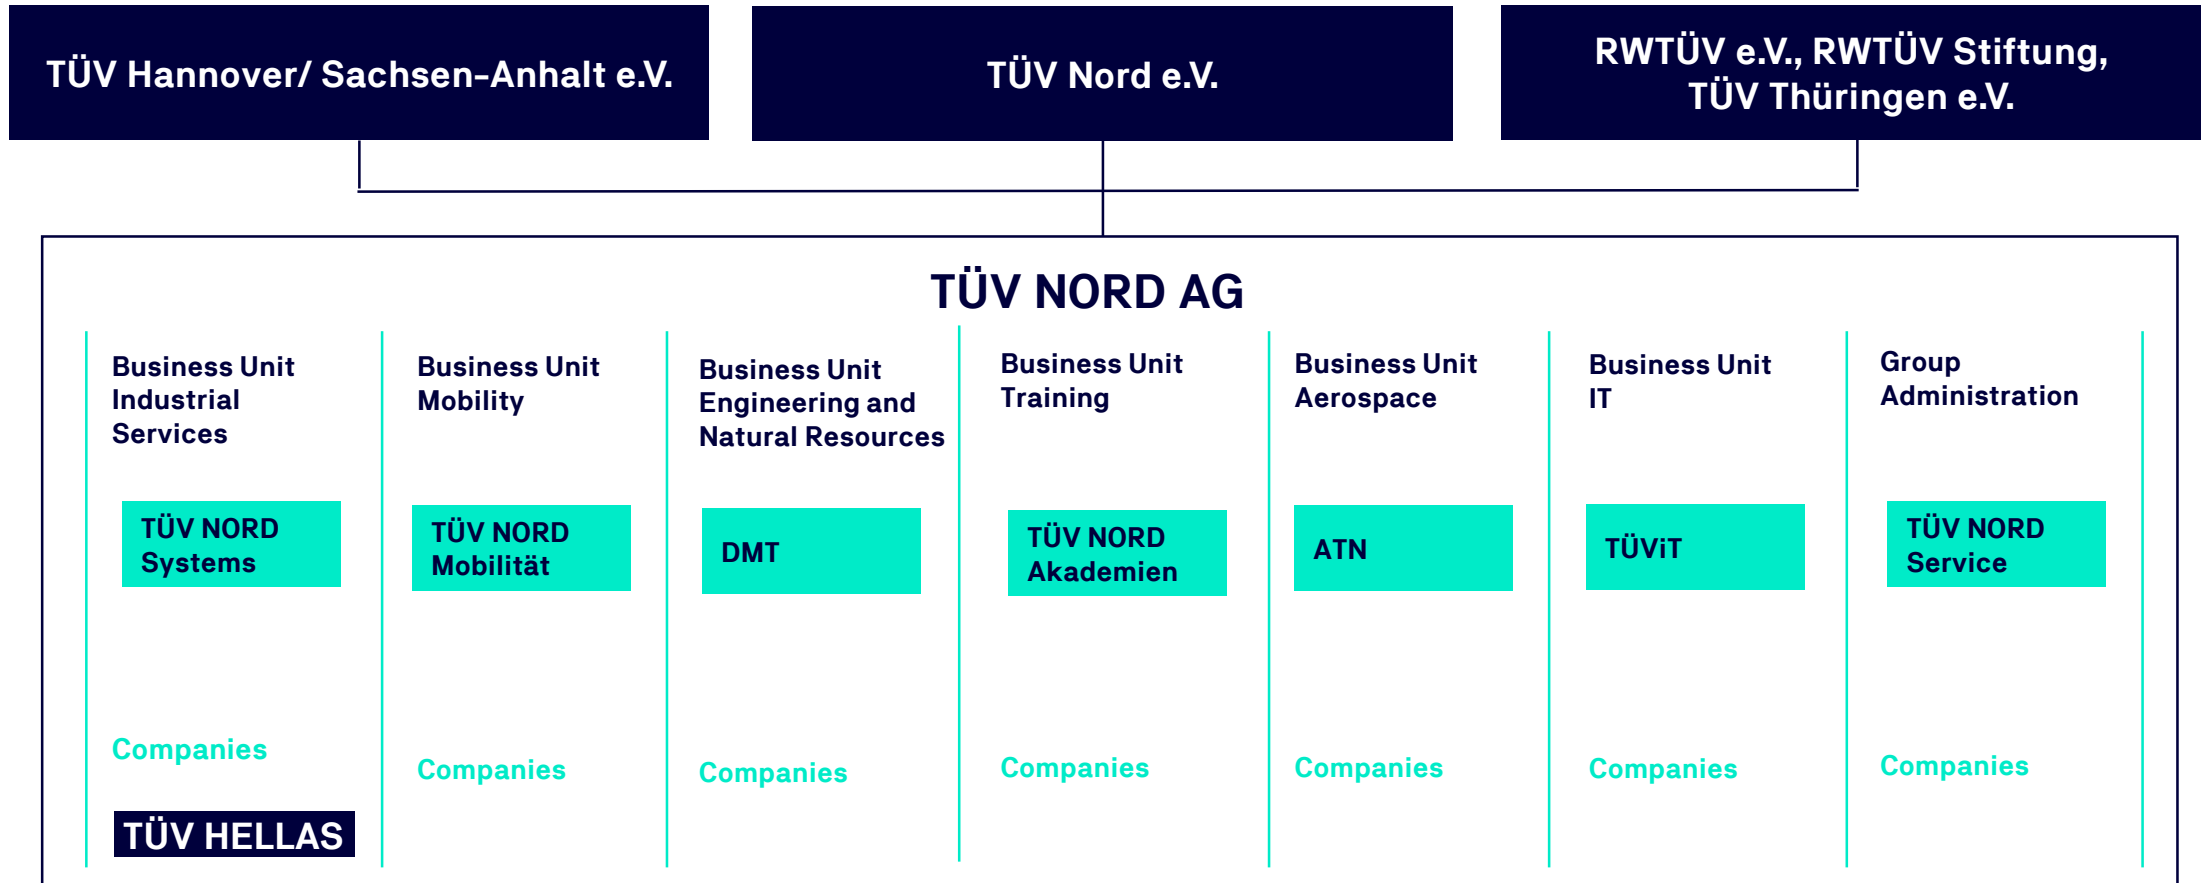 TÜV Hannover/ Sachsen-Anhalt e.V.
TÜV Nord e.V.
RWTÜV e.V., RWTÜV Stiftung,
TÜV Thüringen e.V.
TÜV NORD AG
Business Unit
Industrial
Services
TÜV NORD
Systems
Companies
TÜV HELLAS
Business Unit
Mobility
TÜV NORD
Mobilität
Companies
Business Unit
Engineering and
Natural Resources
DMT
Companies
Business Unit
Training
TÜV NORD
Akademien
Companies
Business Unit
Aerospace
ATN
Companies
Business Unit
IT
TÜViT
Companies
Group
Administration
TÜV NORD
Service
Companies